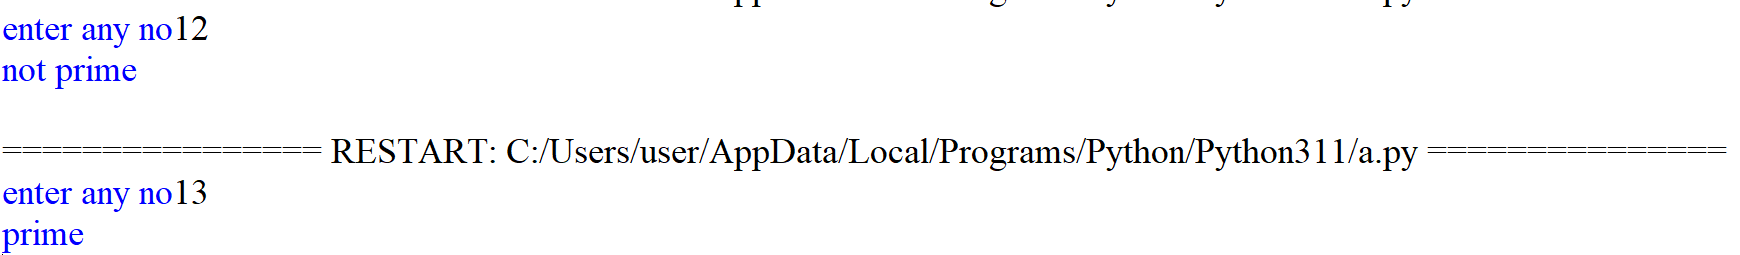 enter any no12
not prime
================ RESTART: C:/Users/user/AppData/Local/Programs/Python/Python311/a.py ===============
enter any no13
prime